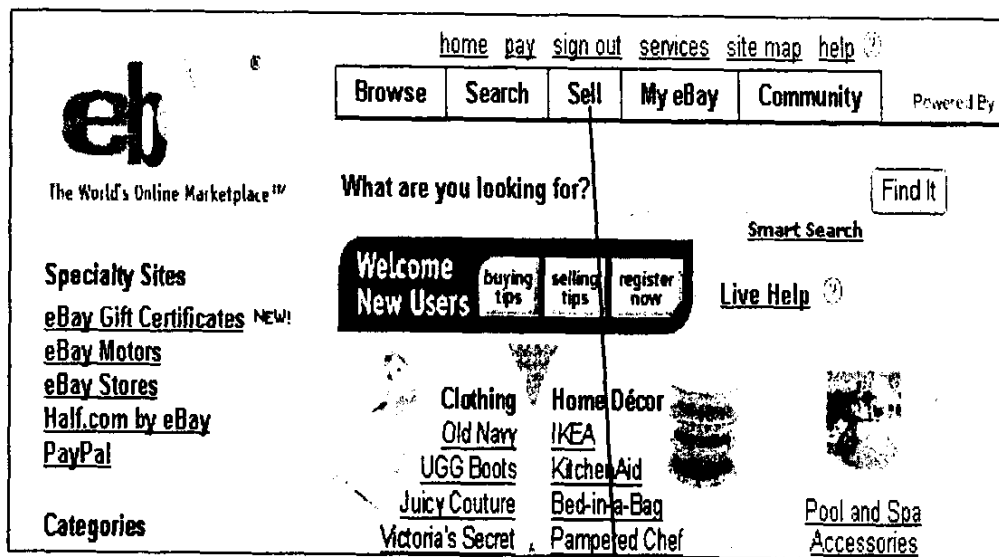 home pay sign out services site map help
Browse Search Sell My eBay Community
Powered By
eb
®
The World's Online Marketplace™
What are you looking for?
Find It
Smart Search
Welcome New Users
buying tips
selling tips
register now
Live Help
Specialty Sites
eBay Gift Certificates NEW!
eBay Motors
eBay Stores
Half.com by eBay
PayPal
Categories
Clothing
Old Navy
UGG Boots
Juicy Couture
Victoria's Secret
Home Décor
IKEA
KitchenAid
Bed-in-a-Bag
Pampered Chef
Pool and Spa
Accessories